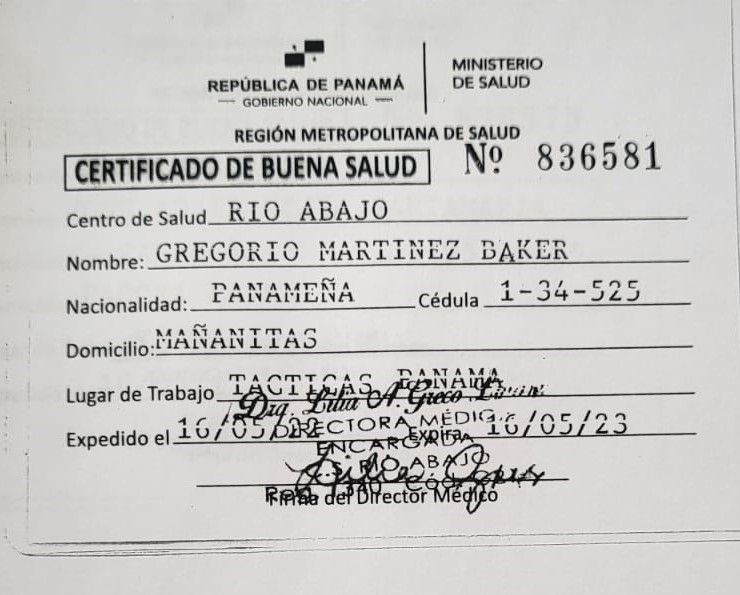 REPÚBLICA DE PANAMÁ
— GOBIERNO NACIONAL —
MINISTERIO
DE SALUD
REGIÓN METROPOLITANA DE SALUD
CERTIFICADO DE BUENA SALUD Nº 836581
Centro de Salud RIO ABAJO
Nombre: GREGORIO MARTINEZ BAKER
Nacionalidad: PANAMEÑA Cédula 1-34-525
Domicilio: MAÑANITAS
Lugar de Trabajo TACTICAS PANAMA
Dra. Lilia A. Greco
Expedido el 16/05/22 Expira 16/05/23
DIRECTORA MÉDIC
ENCARGADA
RIO ABAJO
Firma del Director Médico